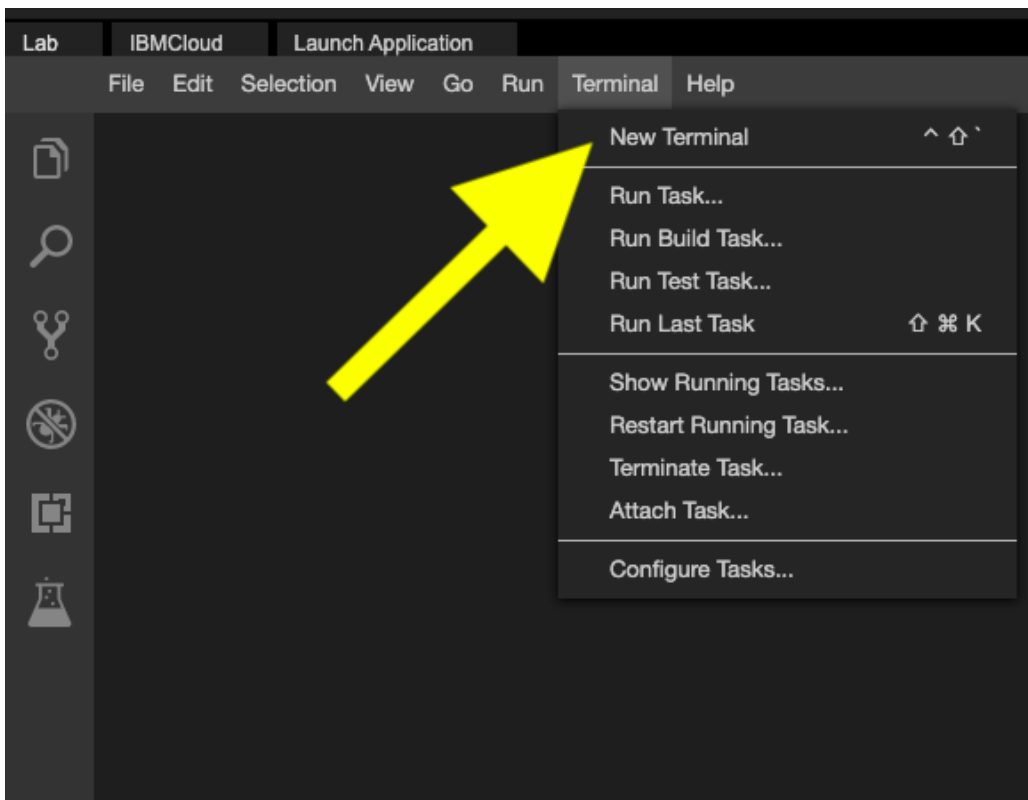 Lab IBMCloud Launch Application
File Edit Selection View Go Run Terminal Help
New Terminal ^ ⇧ `
Run Task...
Run Build Task...
Run Test Task...
Run Last Task ⇧ ⌘ K
Show Running Tasks...
Restart Running Task...
Terminate Task...
Attach Task...
Configure Tasks...